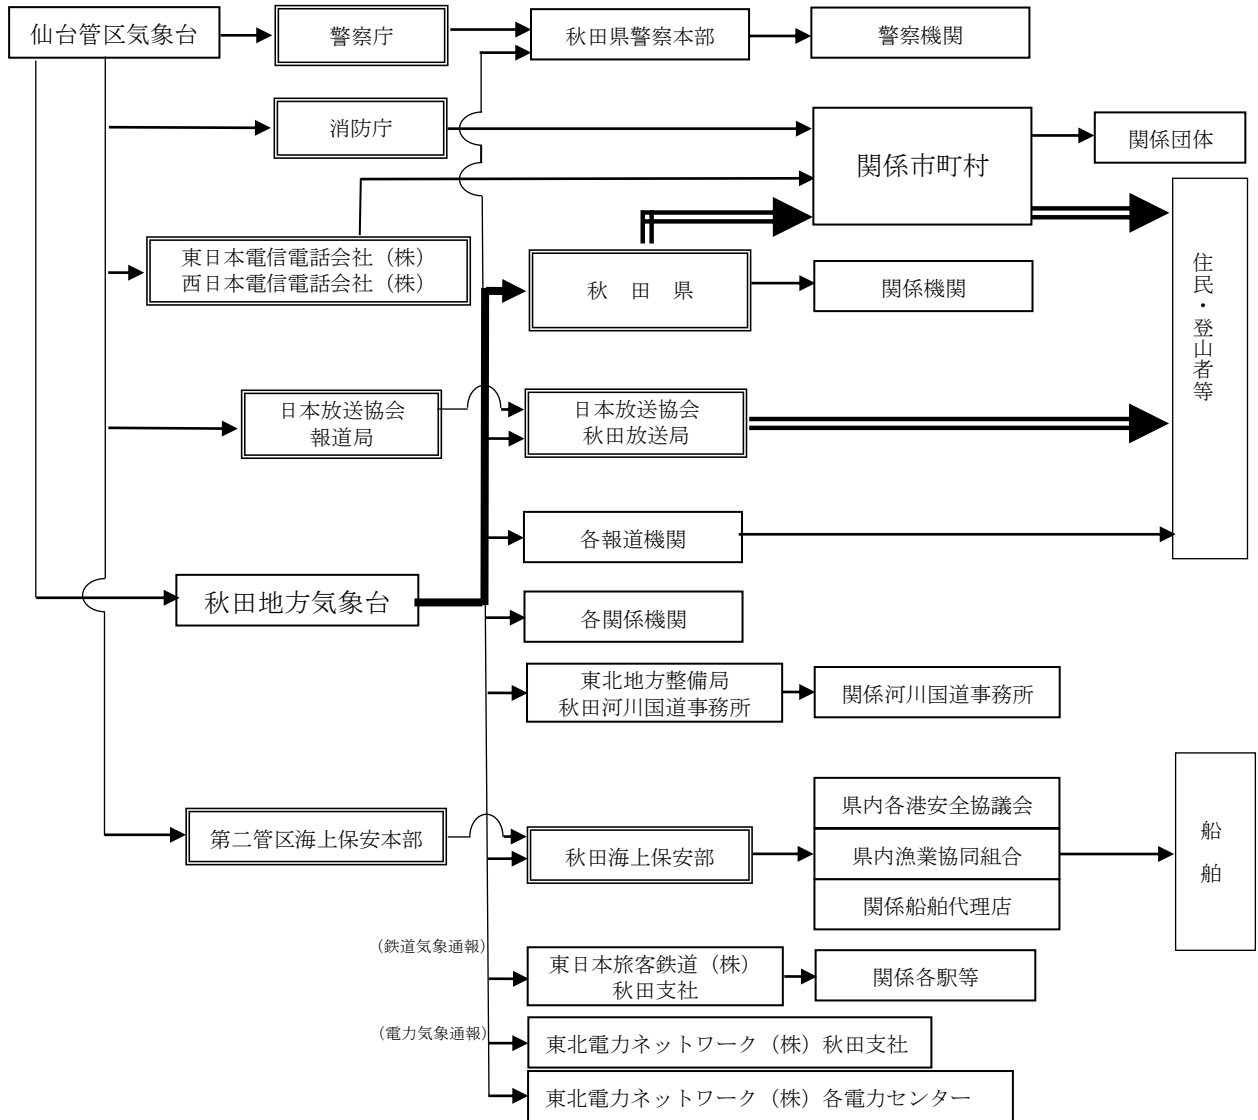 仙台管区気象台
警察庁
秋田県警察本部
警察機関
消防庁
関係市町村
関係団体
東日本電信電話会社（株）
西日本電信電話会社（株）
秋　田　県
関係機関
住民・登山者等
日本放送協会
報道局
日本放送協会
秋田放送局
各報道機関
秋田地方気象台
各関係機関
東北地方整備局
秋田河川国道事務所
関係河川国道事務所
第二管区海上保安本部
秋田海上保安部
県内各港安全協議会
県内漁業協同組合
関係船舶代理店
船　舶
（鉄道気象通報）
東日本旅客鉄道（株）
秋田支社
関係各駅等
（電力気象通報）
東北電力ネットワーク（株）秋田支社
東北電力ネットワーク（株）各電力センター